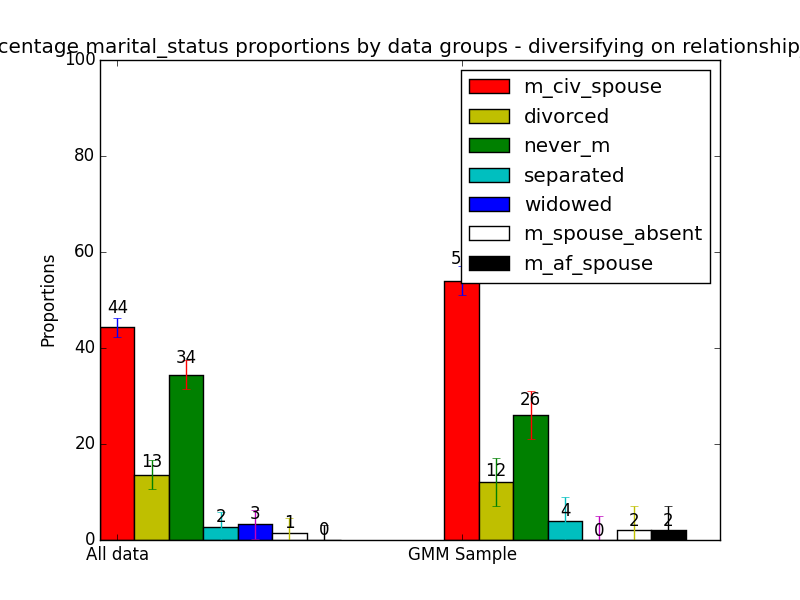 centage marital_status proportions by data groups - diversifying on relationship
100
80
60
40
20
0
Proportions
m_civ_spouse
divorced
never_m
separated
widowed
m_spouse_absent
m_af_spouse
44
13
34
2
3
1
0
5
12
26
4
0
2
2
All data
GMM Sample